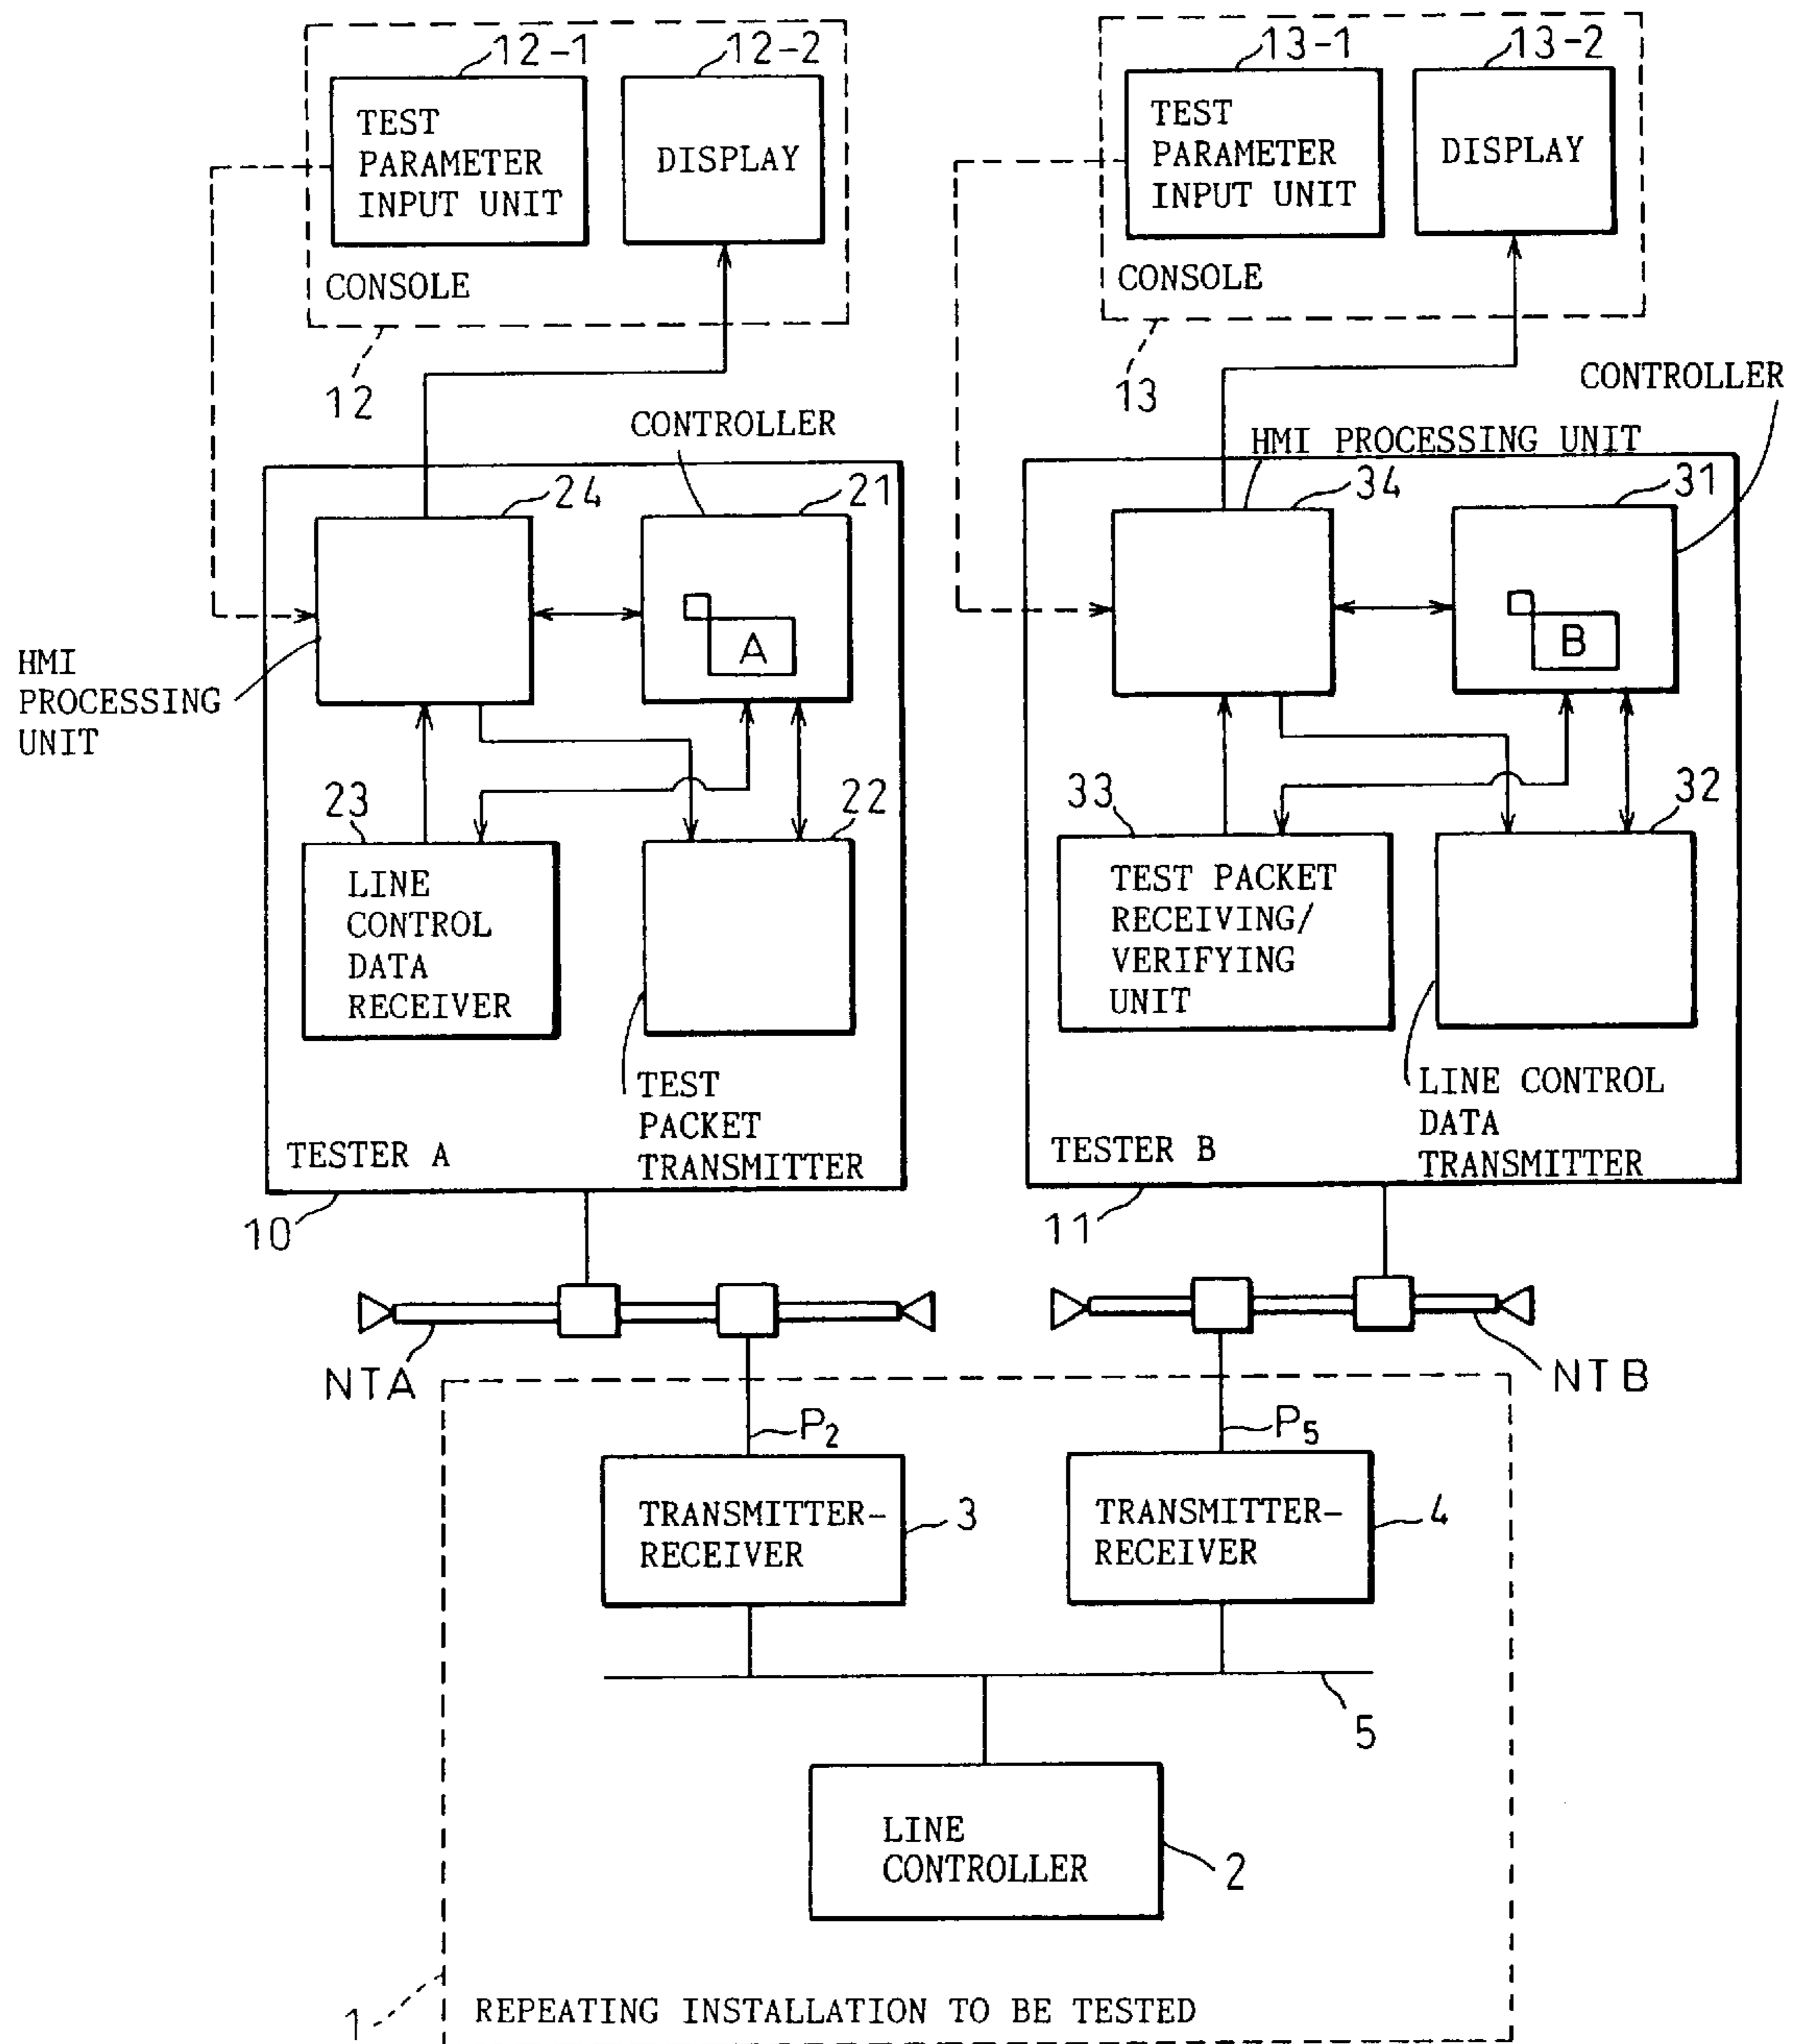 12-1
12-2
13-1
13-2
TEST
PARAMETER
INPUT UNIT
DISPLAY
TEST
PARAMETER
INPUT UNIT
DISPLAY
CONSOLE
CONSOLE
12
13
CONTROLLER
CONTROLLER
HMI PROCESSING UNIT
24
21
34
31
A
B
HMI
PROCESSING
UNIT
23
22
33
32
LINE
CONTROL
DATA
RECEIVER
TEST PACKET
RECEIVING/
VERIFYING
UNIT
TEST
PACKET
TRANSMITTER
LINE CONTROL
DATA
TRANSMITTER
TESTER A
TESTER B
10
11
NTA
NTB
P2
P5
TRANSMITTER-
RECEIVER
3
TRANSMITTER-
RECEIVER
4
5
LINE
CONTROLLER
2
1
REPEATING INSTALLATION TO BE TESTED